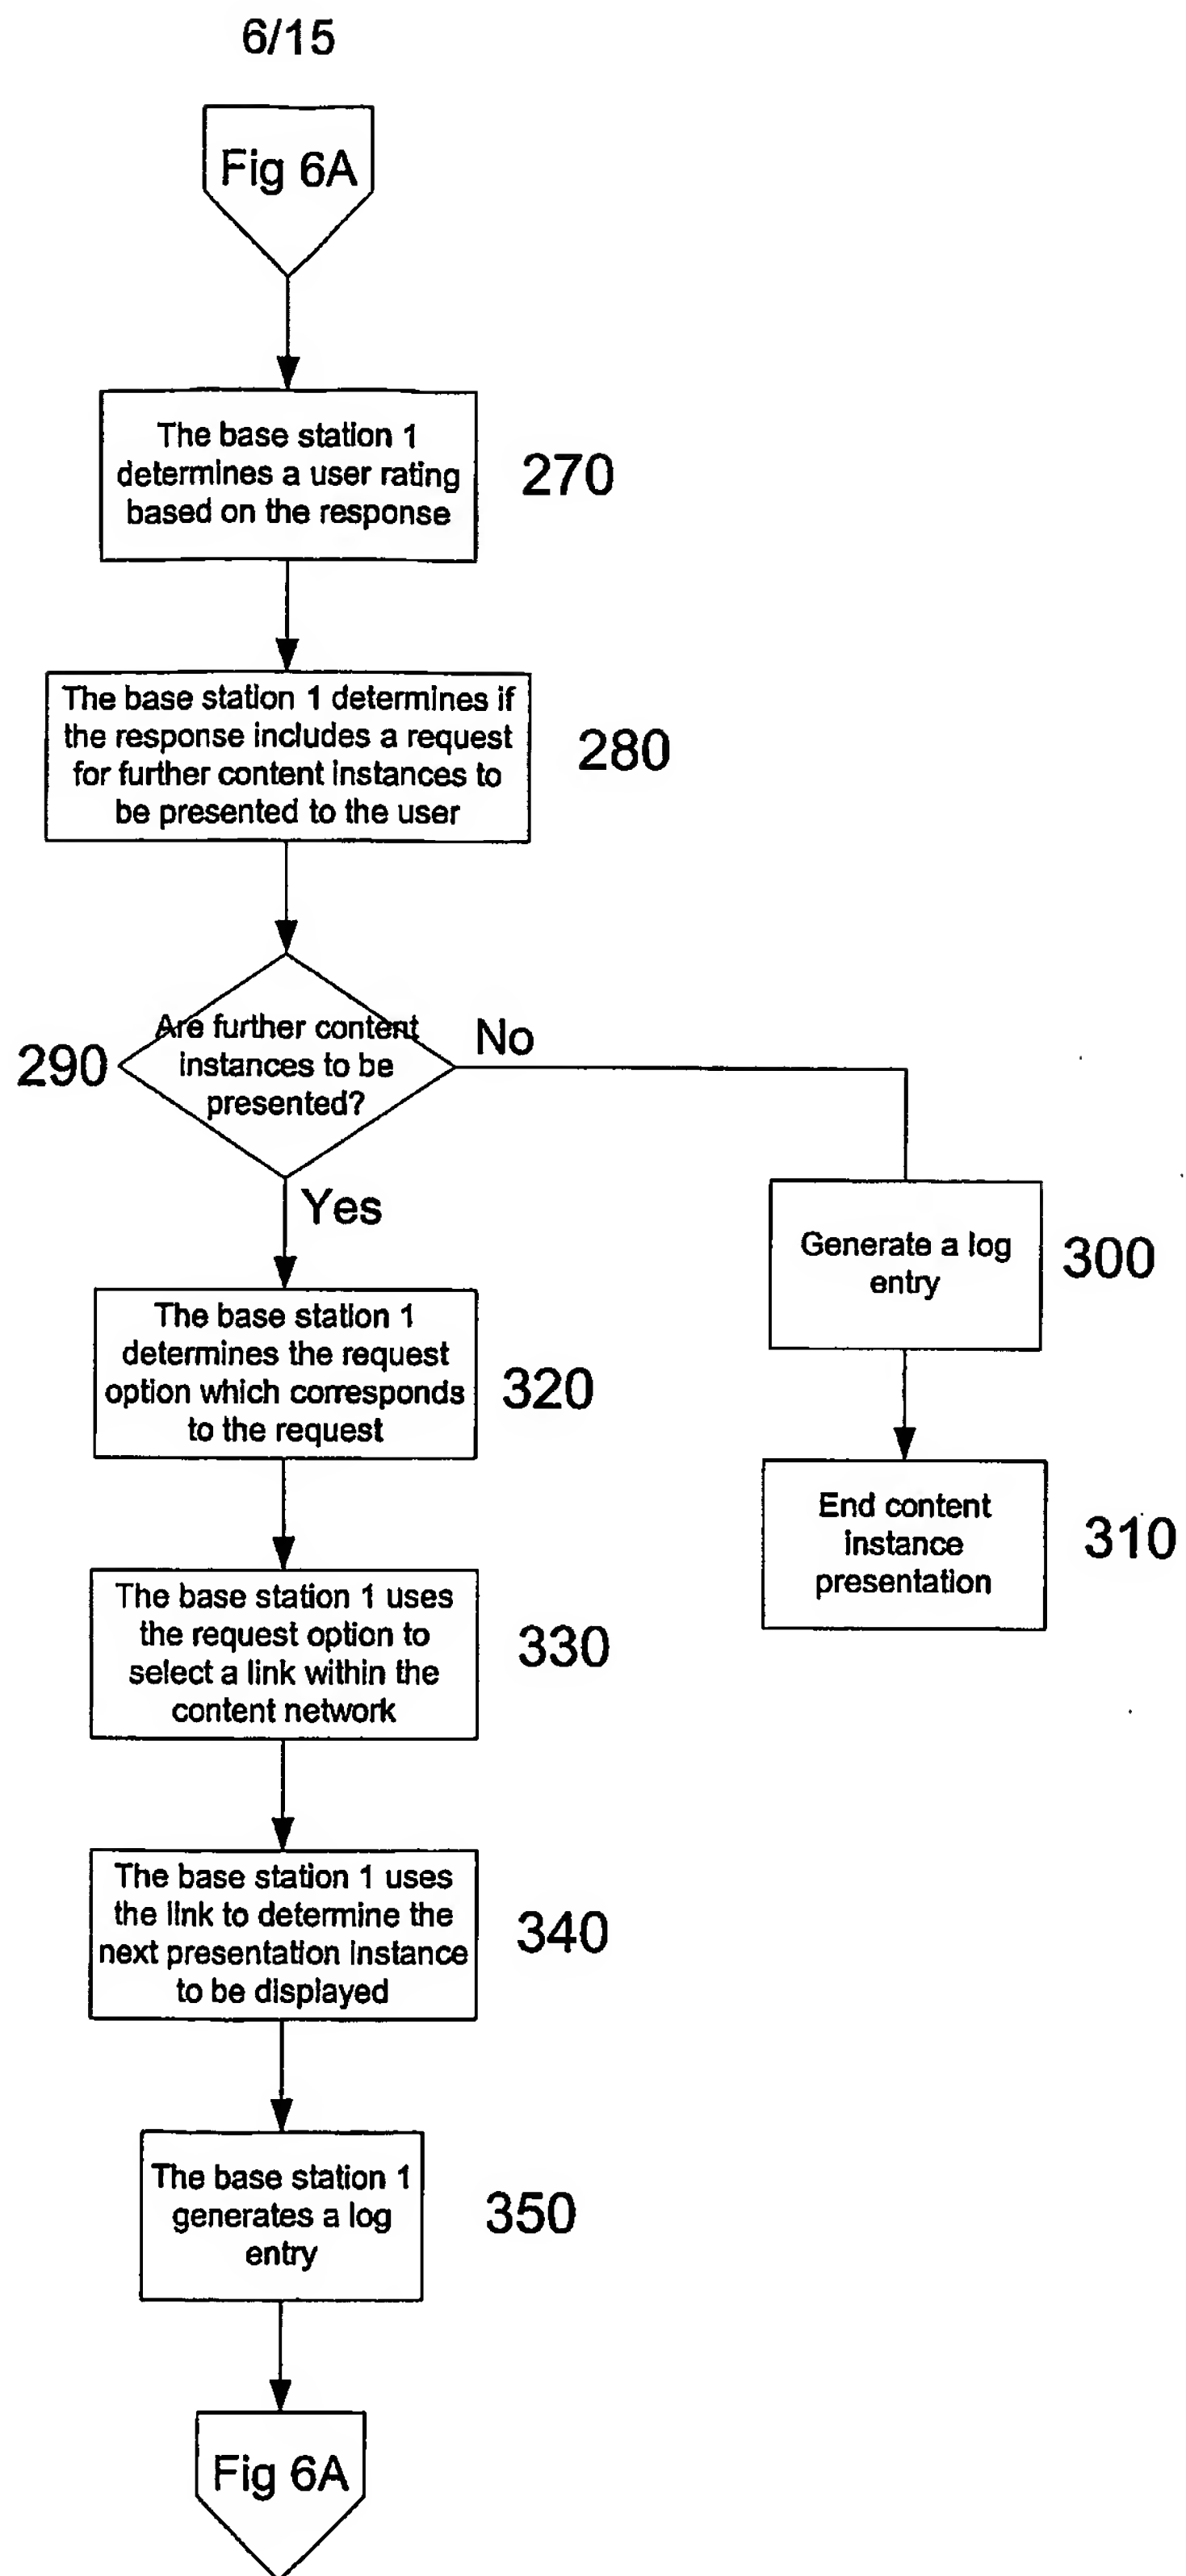 6/15
Fig 6A
The base station 1
determines a user rating
based on the response
270
The base station 1 determines if
the response includes a request
for further content instances to
be presented to the user
280
Are further content
instances to be
presented?
290
No
Yes
Generate a log
entry
300
The base station 1
determines the request
option which corresponds
to the request
320
End content
instance
presentation
310
The base station 1 uses
the request option to
select a link within the
content network
330
The base station 1 uses
the link to determine the
next presentation instance
to be displayed
340
The base station 1
generates a log
entry
350
Fig 6A